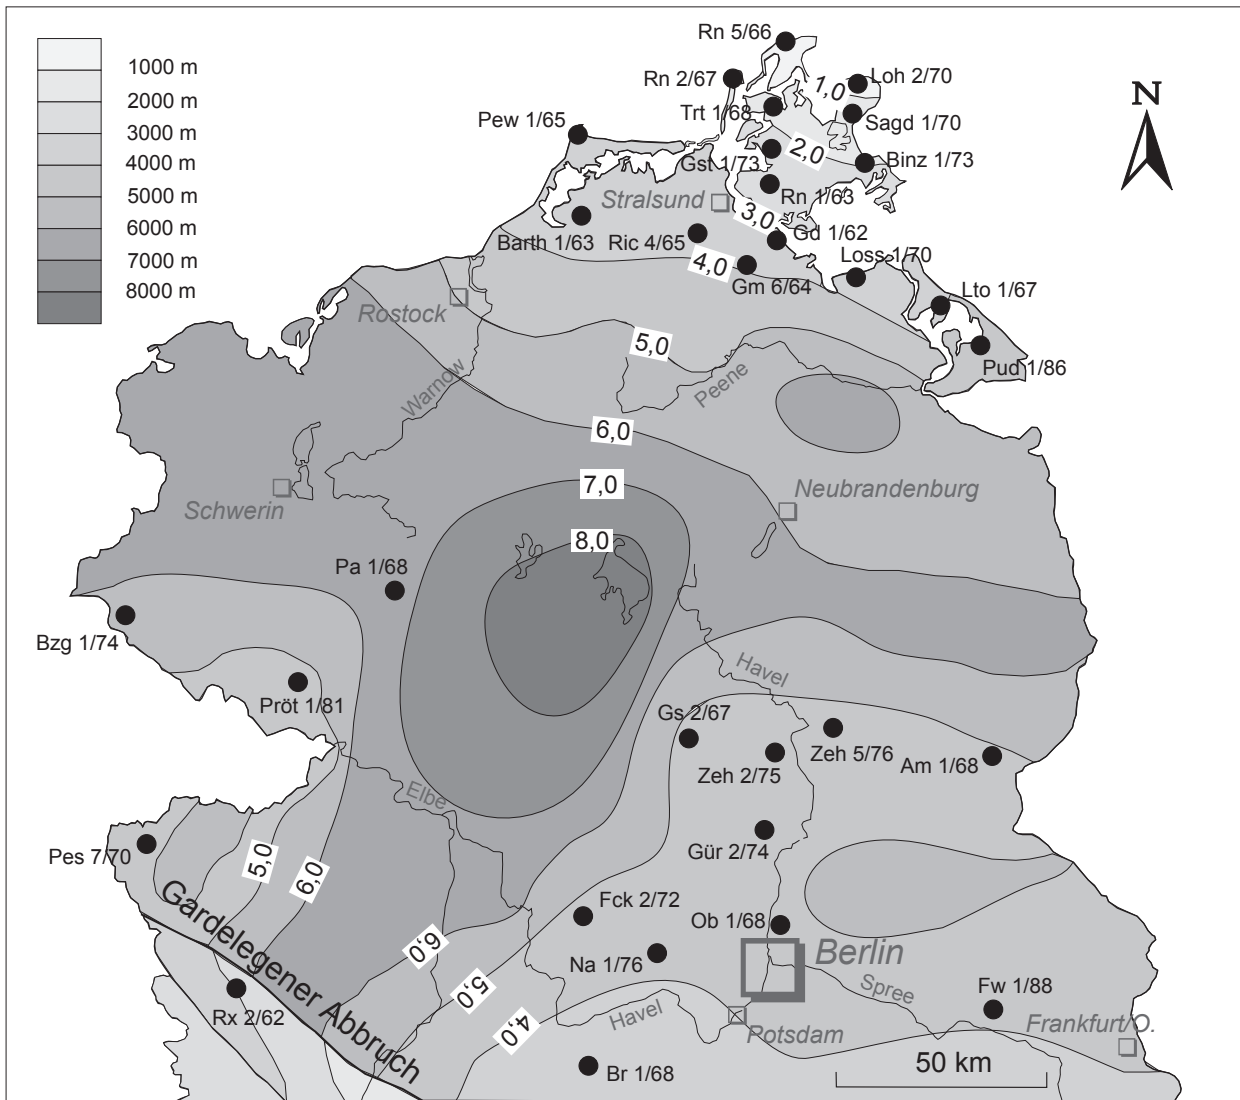 1000 m
2000 m
3000 m
4000 m
5000 m
6000 m
7000 m
8000 m
N
Rn 5/66
Rn 2/67
Loh 2/70
1,0
Trt 1/68
Sagd 1/70
Pew 1/65
2,0
Gst 1/73
Binz 1/73
Rn 1/63
Stralsund
3,0
Barth 1/63
Ric 4/65
Gd 1/62
Loss 1/70
4,0
Gm 6/64
Lto 1/67
Rostock
5,0
Pud 1/86
Warnow
Peene
6,0
7,0
Neubrandenburg
Schwerin
8,0
Pa 1/68
Bzg 1/74
Havel
Pröt 1/81
Gs 2/67
Zeh 5/76
Zeh 2/75
Am 1/68
Elbe
Pes 7/70
5,0
6,0
Gür 2/74
Gardelegener Abbruch
Fck 2/72
Ob 1/68
6,0
Berlin
Na 1/76
5,0
Spree
Fw 1/88
Rx 2/62
4,0
Havel
Potsdam
Frankfurt/O.
Br 1/68
50 km